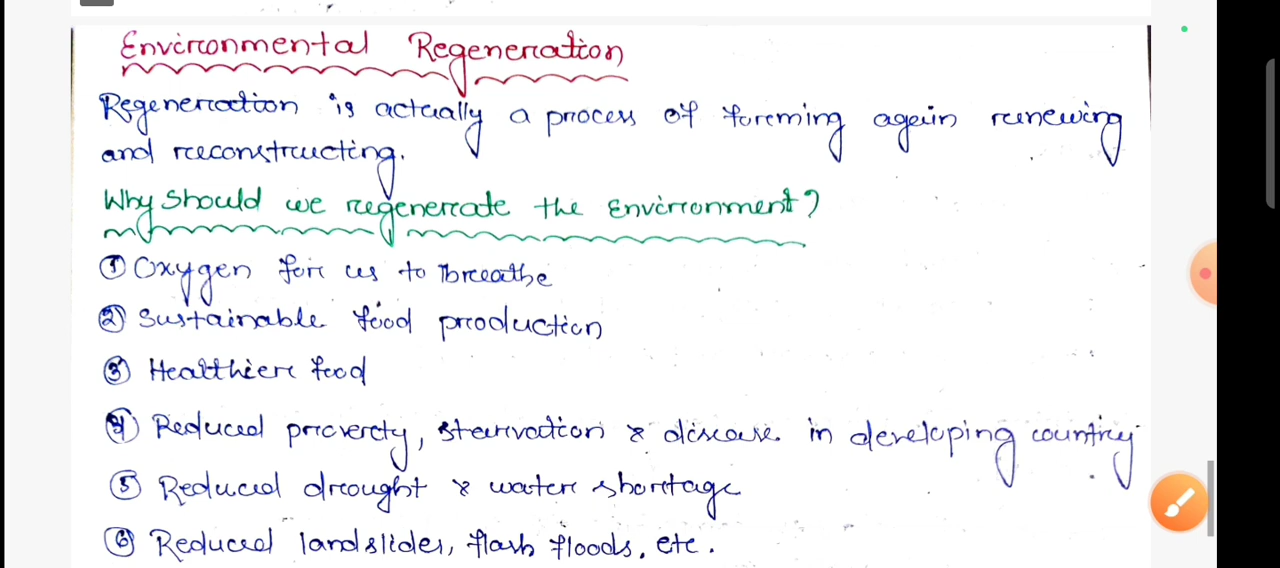 Environmental Regeneration
Regeneration is actually a process of forming again renewing
and reconstructing.
Why should we regenerate the Environment?
① Oxygen for us to breathe
② Sustainable food production
③ Healthier food
④ Reduced proverty, starvation & disease. in developing country
⑤ Reduced drought & water shortage
⑥ Reduced landslides, flash floods, etc.